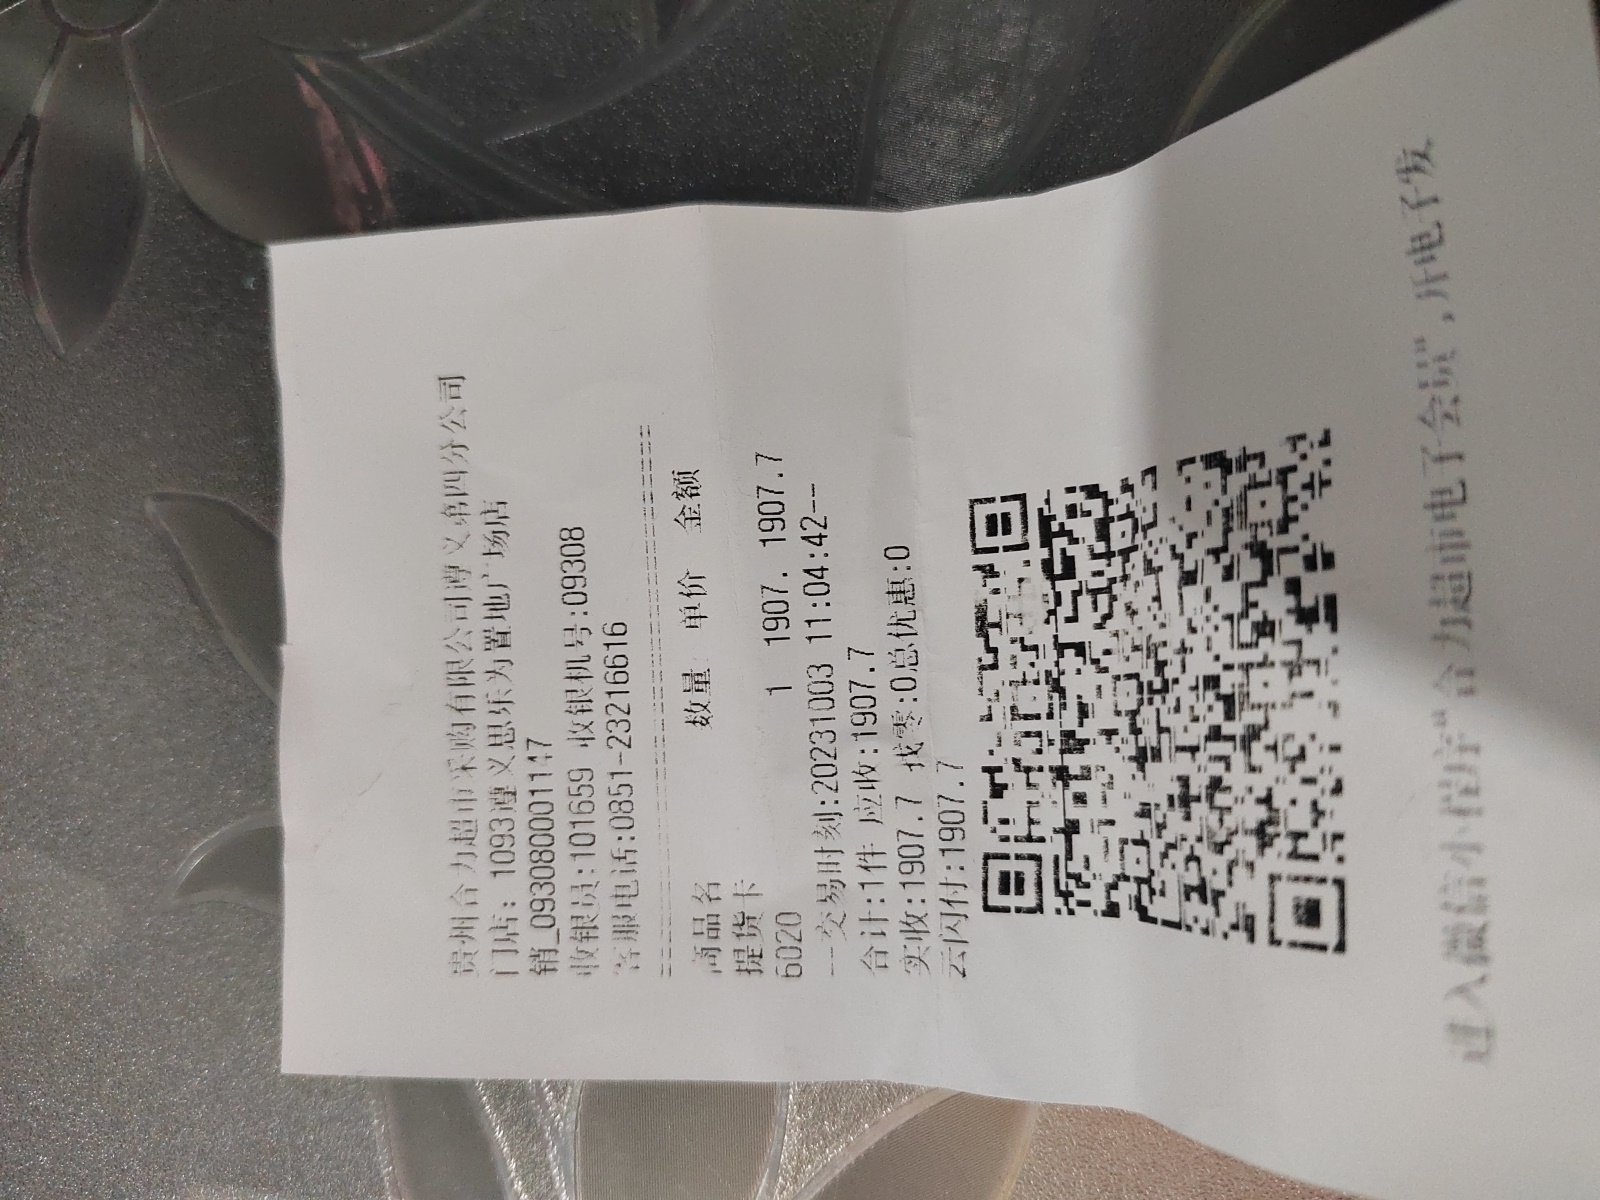 贵州合力超市采购有限公司遵义第四分公司
门店: 1093遵义思乐为置地广场店
销_0930800001147
收银员:101659 收银机号:09308
客服电话:0851-23216616
商品名 数量 单价 金额
提货卡
6020 1 1907. 1907.7
---交易时刻:20231003 11:04:42--
合计:1件 应收:1907.7
实收:1907.7 找零:0总优惠:0
云闪付:1907.7
进入微信小程序"合力超市电子会员",开电子发